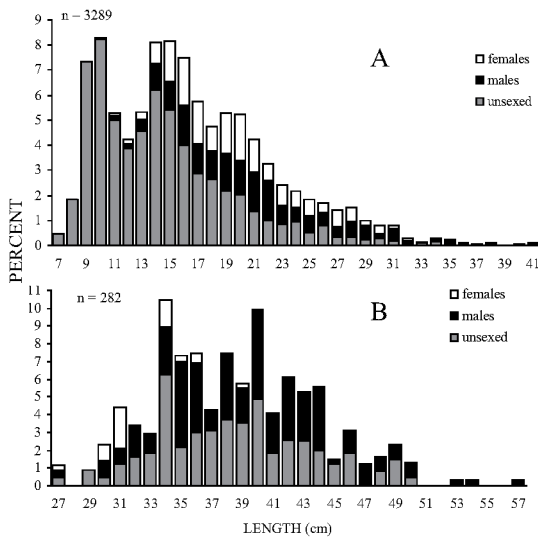 n – 3289
A
females
males
unsexed
9
8
7
6
5
4
3
2
1
0
7 9 11 13 15 17 19 21 23 25 27 29 31 33 35 37 39 41
PERCENT
n = 282
B
females
males
unsexed
11
10
9
8
7
6
5
4
3
2
1
0
27 29 31 33 35 37 39 41 43 45 47 49 51 53 55 57
LENGTH (cm)